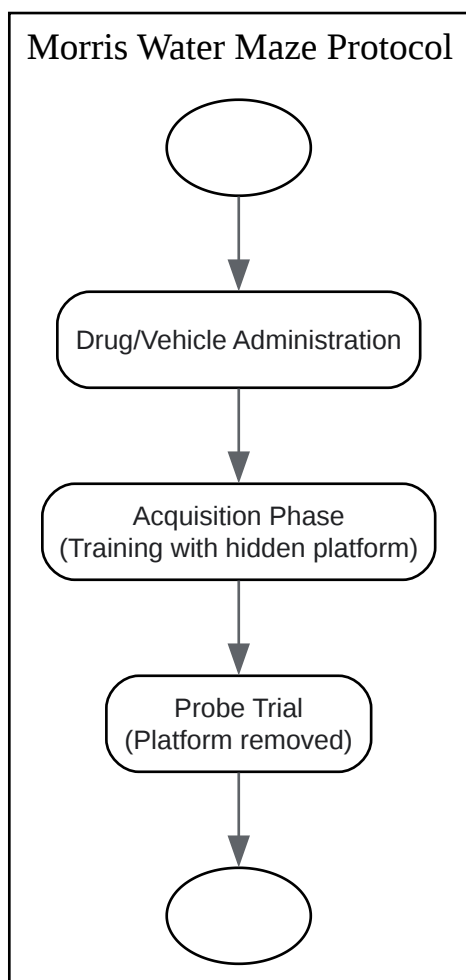 Morris Water Maze Protocol
Drug/Vehicle Administration
Acquisition Phase
(Training with hidden platform)
Probe Trial
(Platform removed)